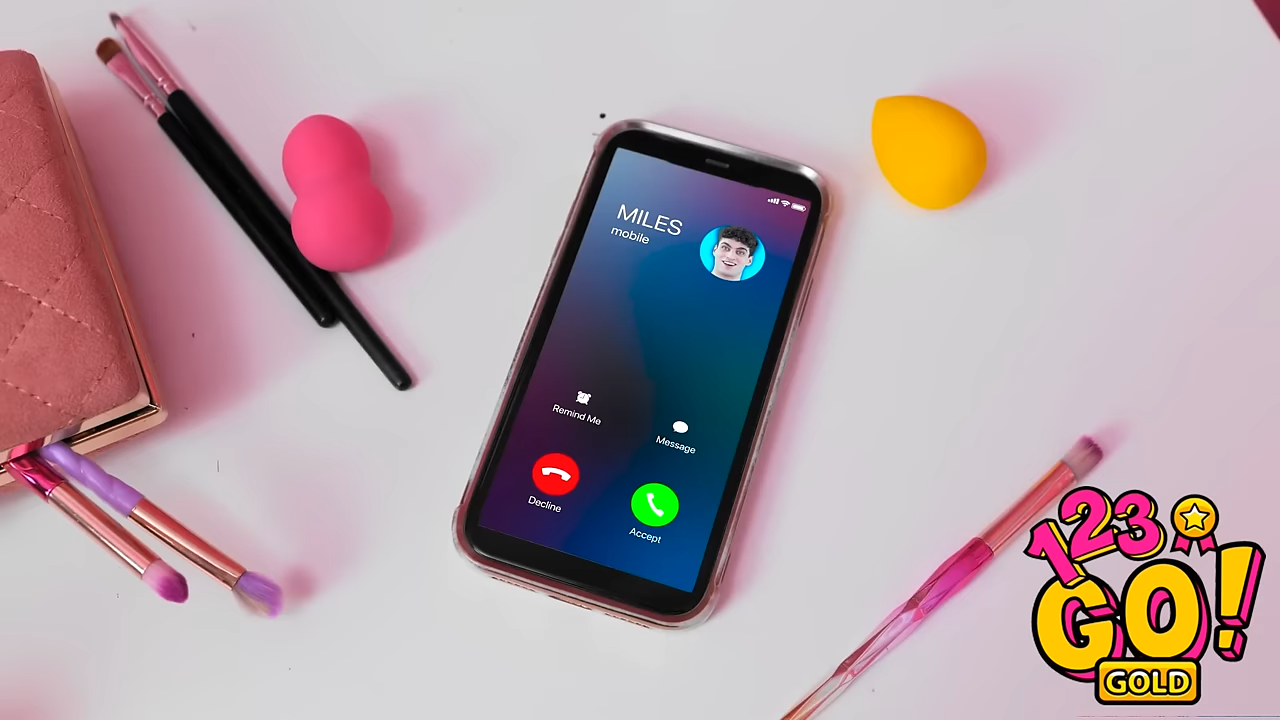 MILES
mobile
Remind Me
Message
Decline
Accept
123
GO!
GOLD